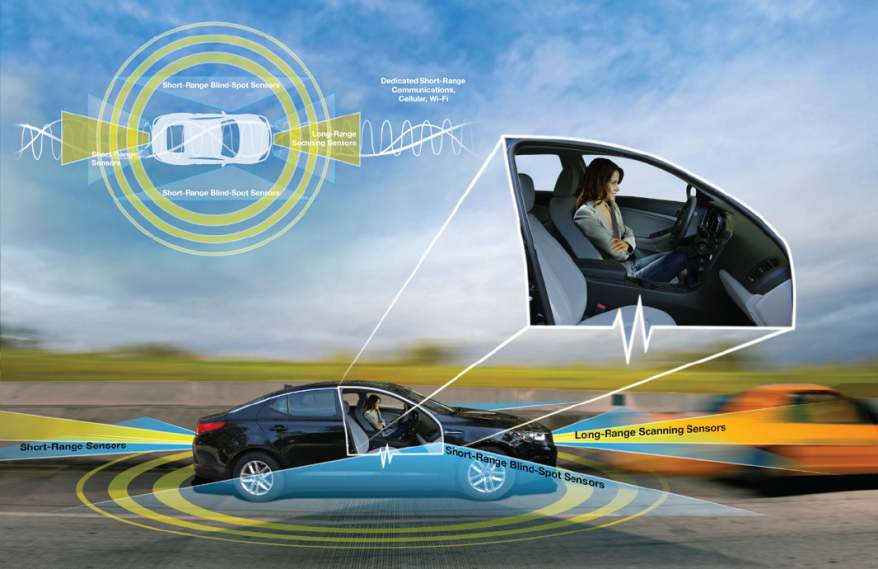 Short-Range Blind-Spot Sensors
Dedicated Short-Range
Communications,
Cellular, Wi-Fi
Long-Range
Sacnning Sensors
Short Range
Sensors
Short-Range Blind-Spot Sensors
Long-Range Scanning Sensors
Short-Range Sensors
Short-Range Blind-Spot Sensors